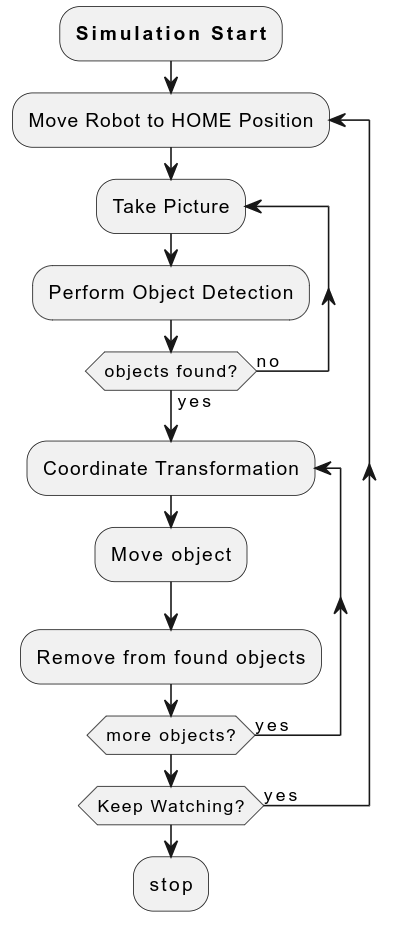 Simulation Start
Move Robot to HOME Position
Take Picture
Perform Object Detection
objects found?
no
yes
Coordinate Transformation
Move object
Remove from found objects
more objects?
yes
Keep Watching?
yes
stop